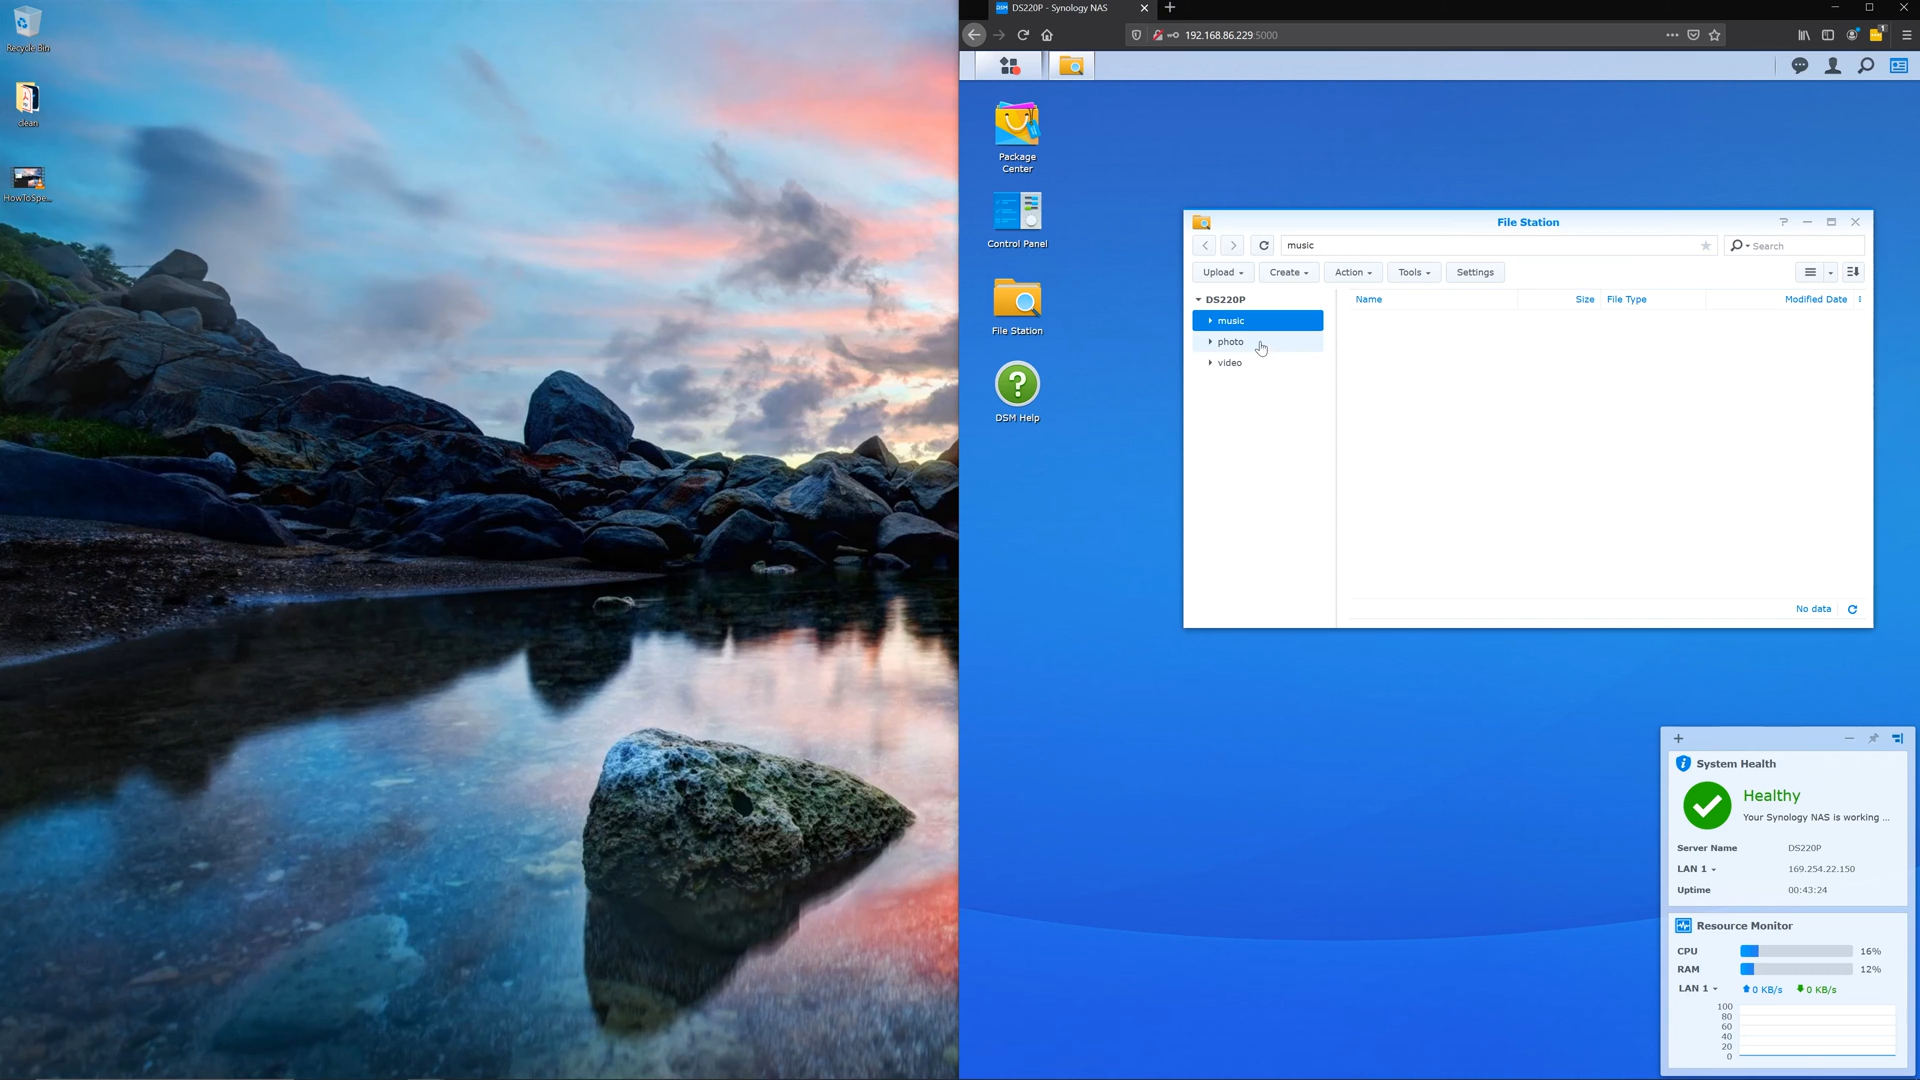 Recycle Bin
clean
HowToSpe...
DS220P - Synology NAS
192.168.86.229:5000
1
Package
Center
Control Panel
File Station
DSM Help
File Station
music
Search
Upload
Create
Action
Tools
Settings
DS220P
music
photo
video
Name
Size
File Type
Modified Date
No data
System Health
Healthy
Your Synology NAS is working ...
Server Name DS220P
LAN 1 169.254.22.150
Uptime 00:43:24
Resource Monitor
CPU 16%
RAM 12%
LAN 1 0 KB/s 0 KB/s
100
80
60
40
20
0